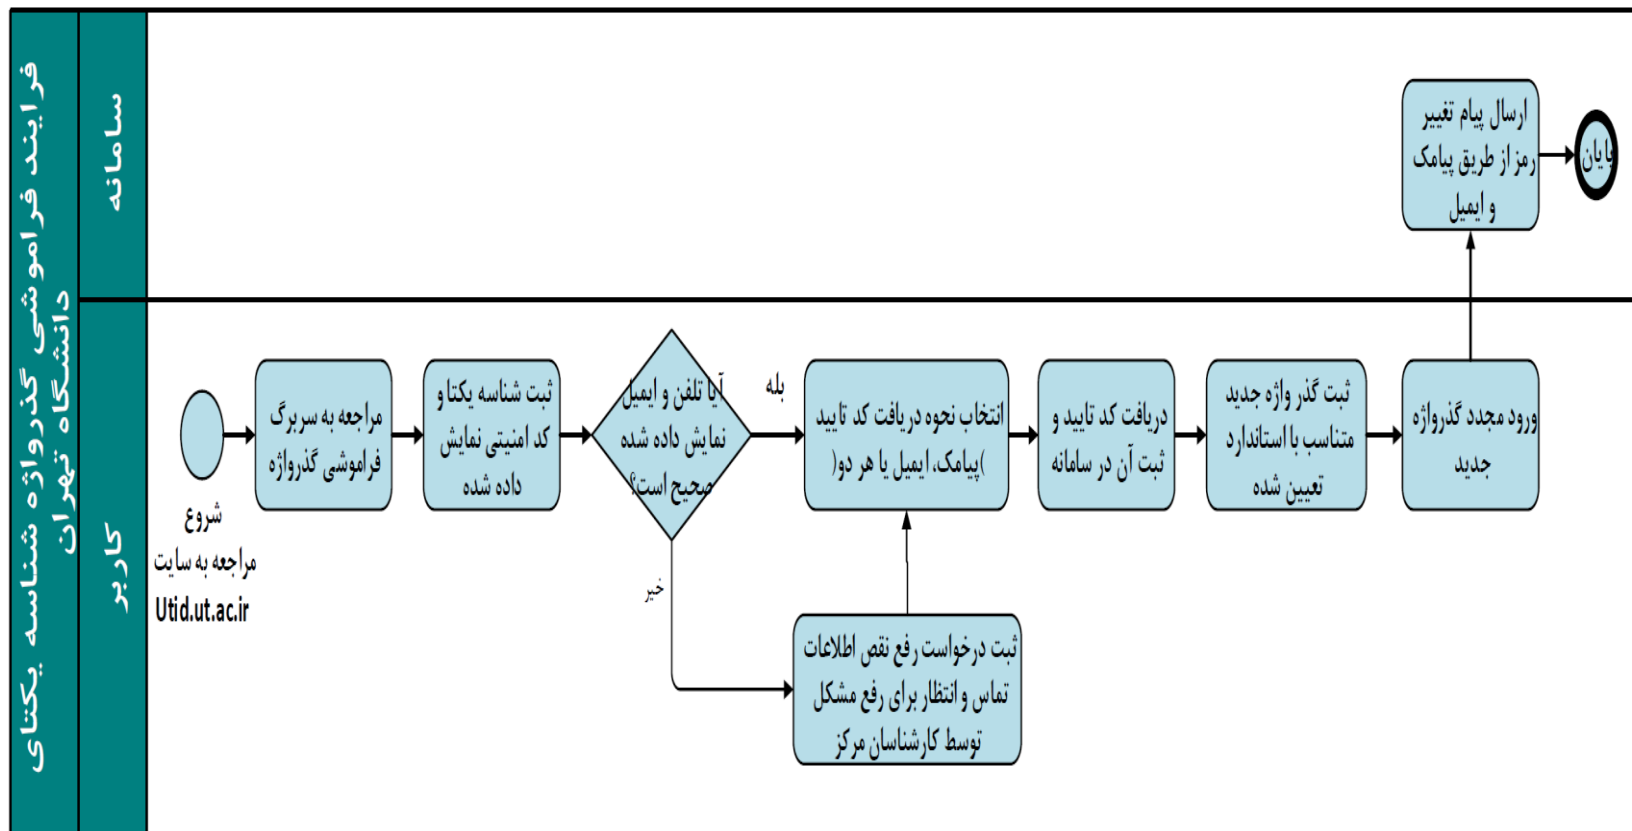 فرایند فراموشی گذرواژه شناسه یکتای
دانشگاه تهران
سامانه
کاربر
ارسال پیام تغییر
رمز از طریق پیامک
و ایمیل
پایان
شروع
مراجعه به سایت
Utid.ut.ac.ir
مراجعه به سربرگ
فراموشی گذرواژه
ثبت شناسه یکتا و
کد امنیتی نمایش
داده شده
آیا تلفن و ایمیل
نمایش داده شده
صحیح است؟
بله
خیر
انتخاب نحوه دریافت کد تایید
)پیامک، ایمیل یا هر دو(
دریافت کد تایید و
ثبت آن در سامانه
ثبت گذر واژه جدید
متناسب با استاندارد
تعیین شده
ورود مجدد گذرواژه
جدید
ثبت درخواست رفع نقص اطلاعات
تماس و انتظار برای رفع مشکل
توسط کارشناسان مرکز